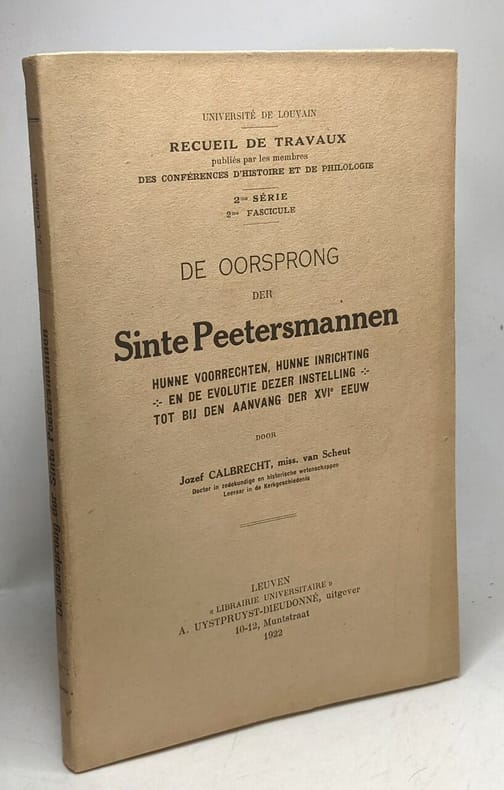 UNIVERSITÉ DE LOUVAIN
RECUEIL DE TRAVAUX
publiés par les membres
DES CONFÉRENCES D'HISTOIRE ET DE PHILOLOGIE
2me SÉRIE
2me FASCICULE
DE OORSPRONG
DER
Sinte Peetersmannen
HUNNE VOORRECHTEN, HUNNE INRICHTING
·:· EN DE EVOLUTIE DEZER INSTELLING ·:·
TOT BIJ DEN AANVANG DER XVIe EEUW
DOOR
Jozef CALBRECHT, miss. van Scheut
Doctor in zedekundige en historische wetenschappen
Leeraar in de Kerkgeschiedenis
LEUVEN
« LIBRAIRIE UNIVERSITAIRE »
A. UYSTPRUYST-DIEUDONNÉ, uitgever
10-12, Muntstraat
1922
De oorsprong der Sinte Peetersmannen